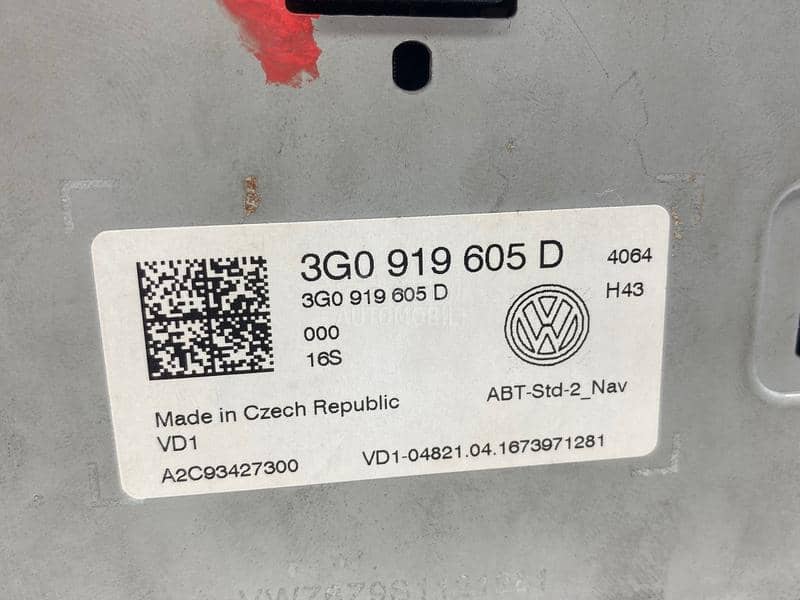 3G0 919 605 D 4064
3G0 919 605 D H43
000
16S
ABT-Std-2_Nav
Made in Czech Republic
VD1
A2C93427300 VD1-04821.04.1673971281